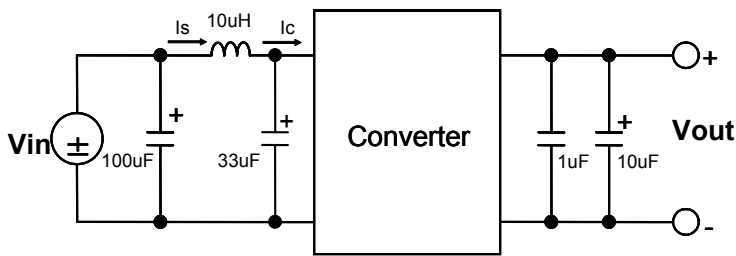 10uH
Is
Ic
+
+
+
+
Vin
±
100uF
33uF
Converter
1uF
10uF
Vout
-